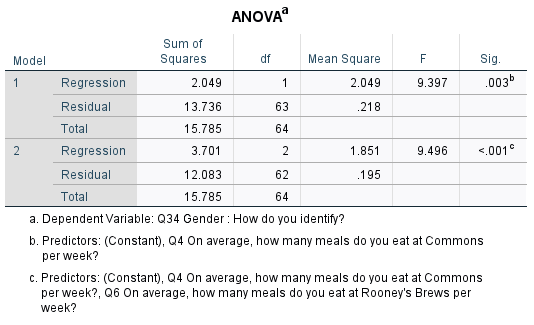 ANOVAa
Model Sum of Squares df Mean Square F Sig.
1 Regression 2.049 1 2.049 9.397 .003b
Residual 13.736 63 .218
Total 15.785 64
2 Regression 3.701 2 1.851 9.496 <.001c
Residual 12.083 62 .195
Total 15.785 64
a. Dependent Variable: Q34 Gender : How do you identify?
b. Predictors: (Constant), Q4 On average, how many meals do you eat at Commons
per week?
c. Predictors: (Constant), Q4 On average, how many meals do you eat at Commons
per week?, Q6 On average, how many meals do you eat at Rooney's Brews per
week?